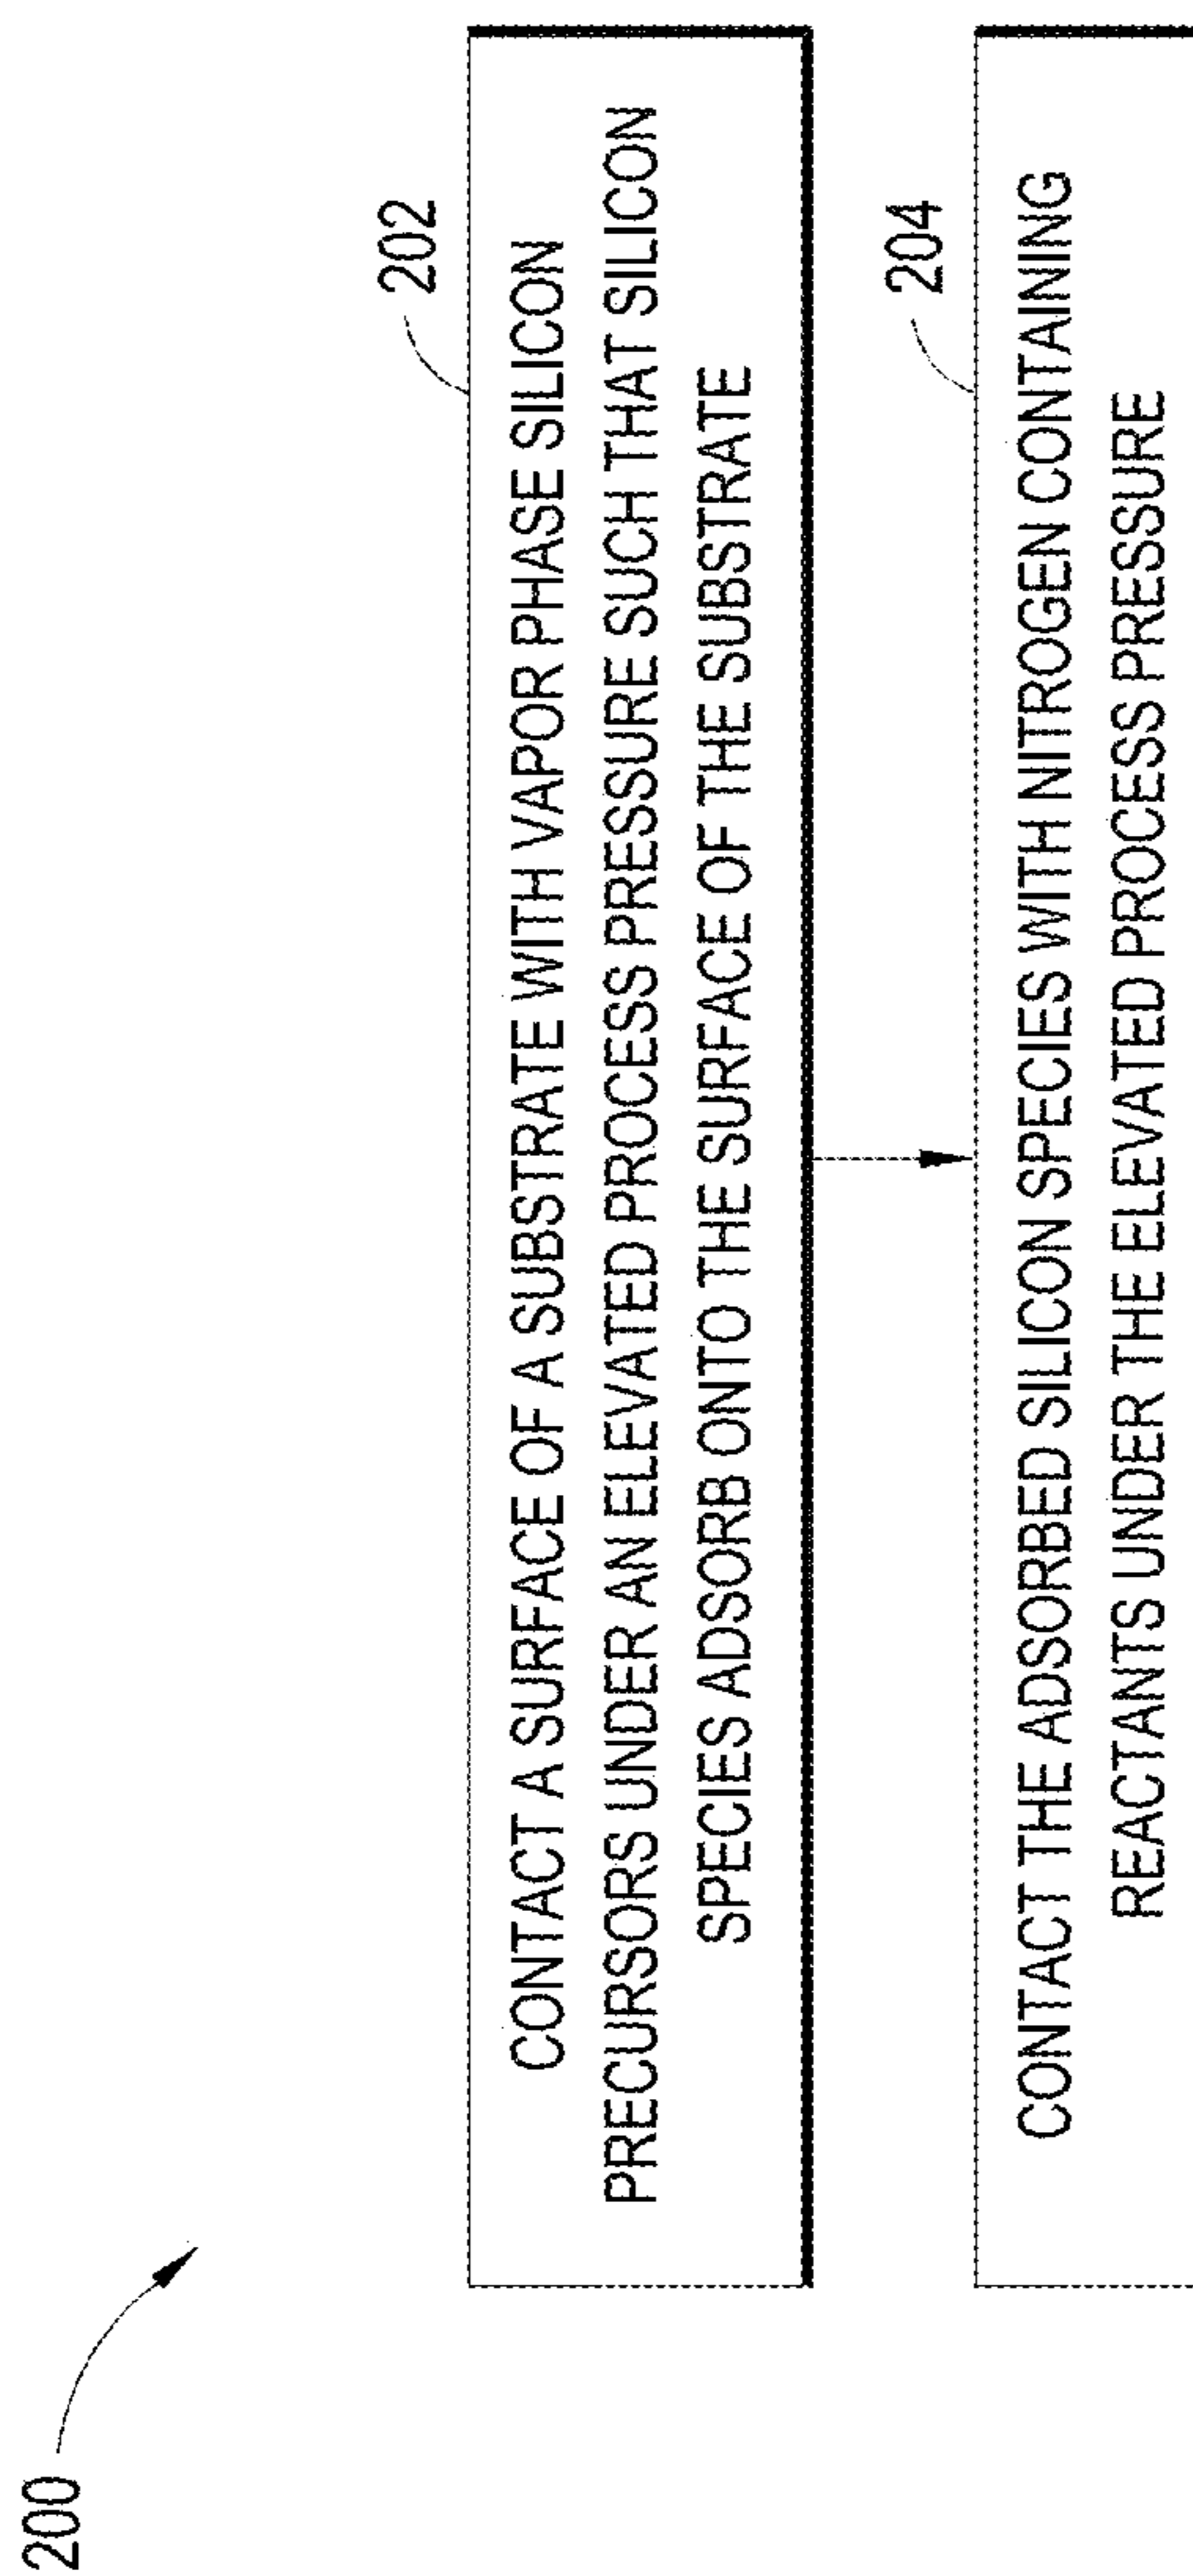 200
202
CONTACT A SURFACE OF A SUBSTRATE WITH VAPOR PHASE SILICON
PRECURSORS UNDER AN ELEVATED PROCESS PRESSURE SUCH THAT SILICON
SPECIES ADSORB ONTO THE SURFACE OF THE SUBSTRATE
204
CONTACT THE ADSORBED SILICON SPECIES WITH NITROGEN CONTAINING
REACTANTS UNDER THE ELEVATED PROCESS PRESSURE